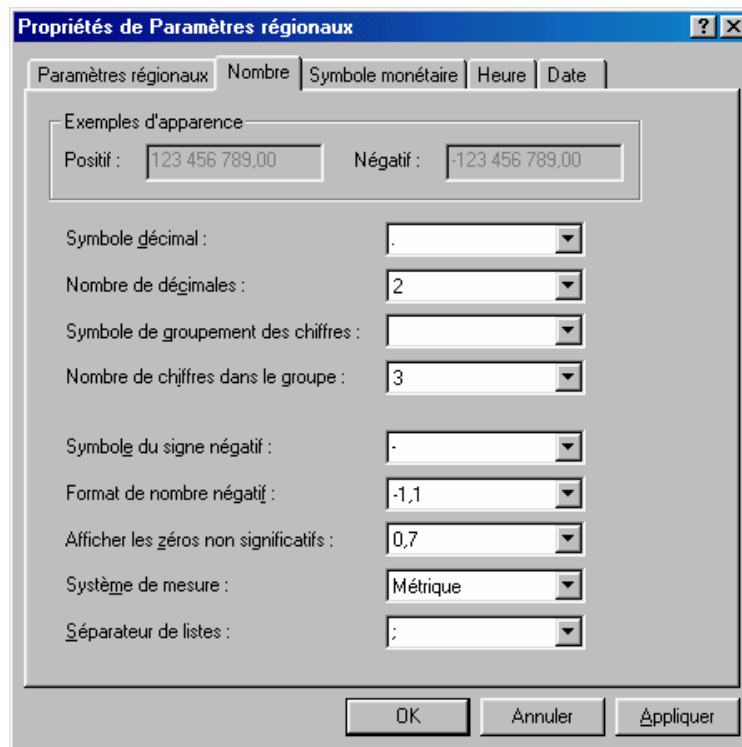 Propriétés de Paramètres régionaux
Paramètres régionaux Nombre Symbole monétaire Heure Date
Exemples d'apparence
Positif : 123 456 789,00 Négatif : -123 456 789,00
Symbole décimal : .
Nombre de décimales : 2
Symbole de groupement des chiffres :
Nombre de chiffres dans le groupe : 3
Symbole du signe négatif : -
Format de nombre négatif : -1,1
Afficher les zéros non significatifs : 0,7
Système de mesure : Métrique
Séparateur de listes : ;
OK Annuler Appliquer